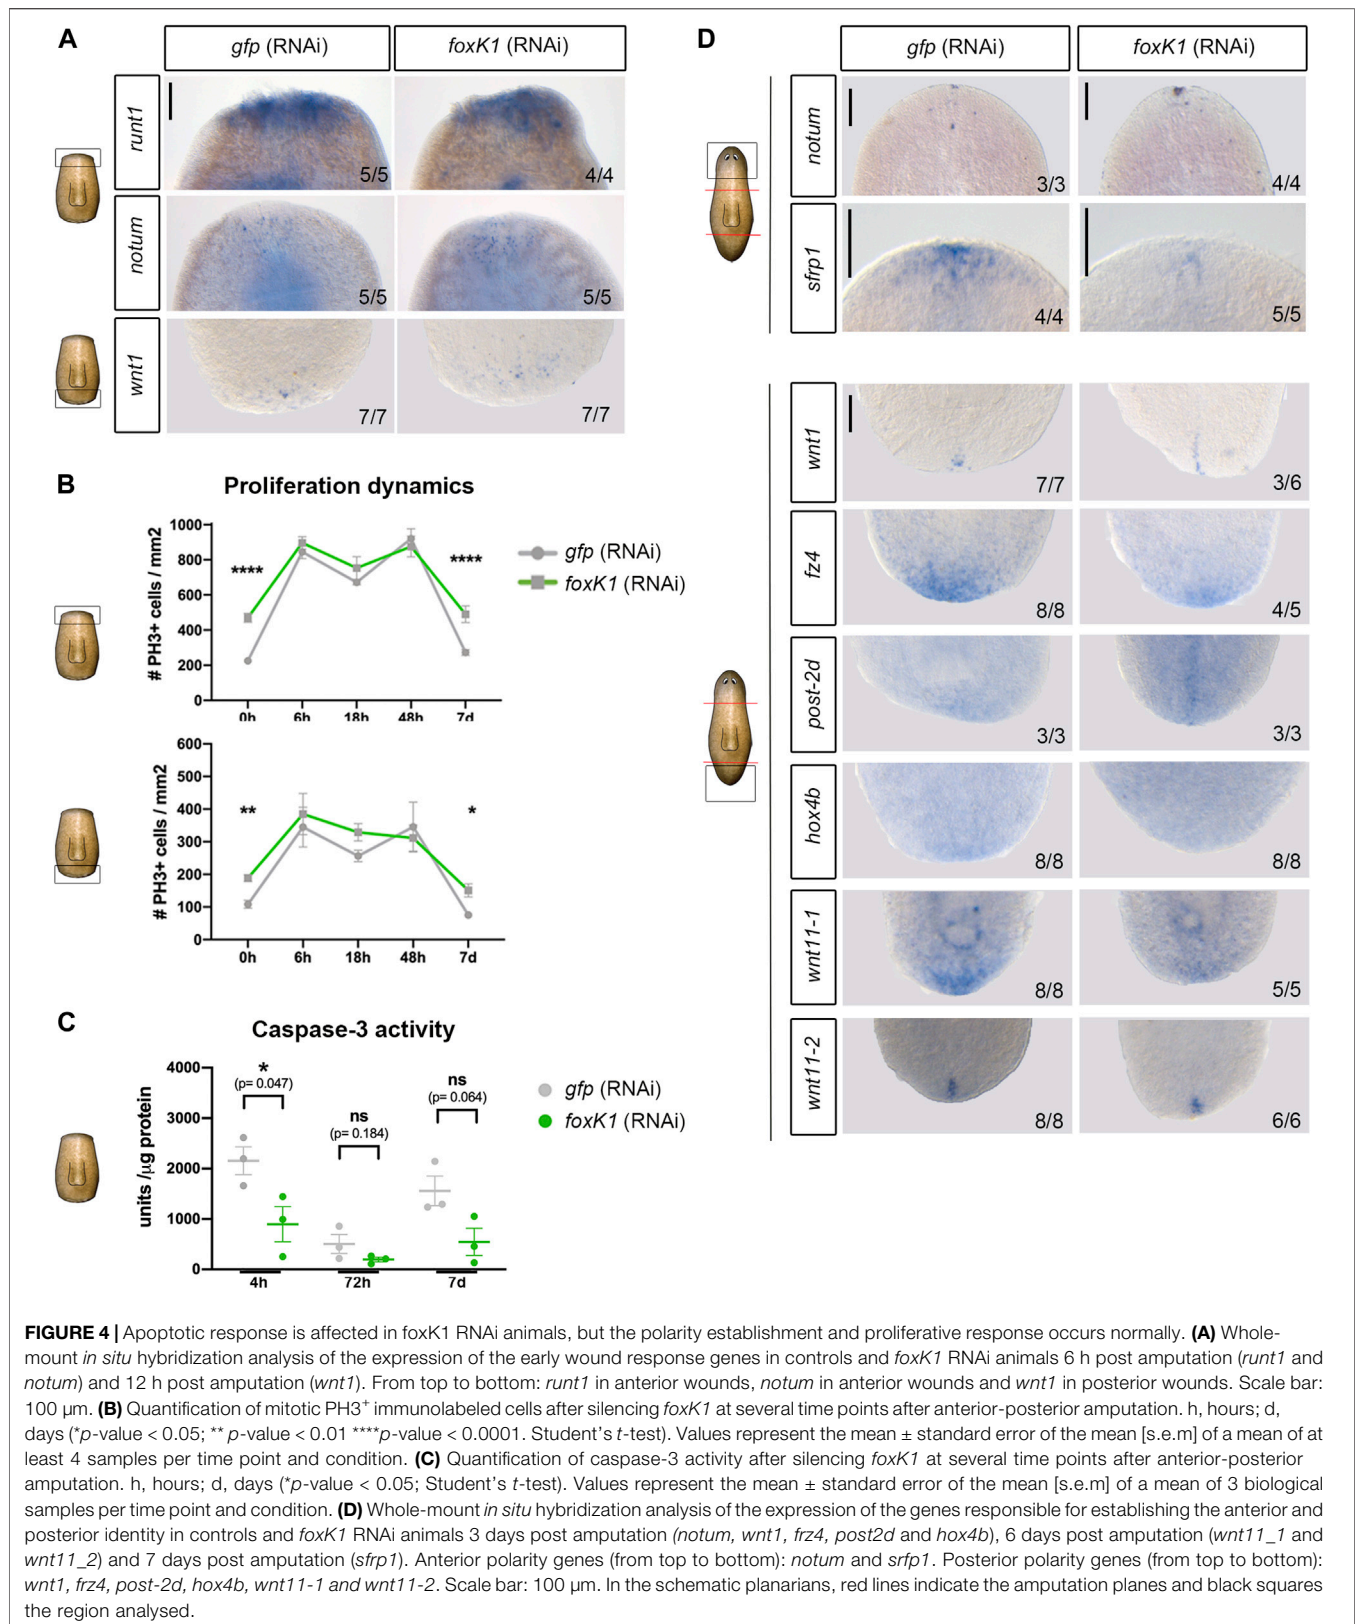 A
gfp (RNAi) foxK1 (RNAi)
runt1
5/5 4/4
notum
5/5 5/5
wnt1
7/7 7/7
B
Proliferation dynamics
# PH3+ cells / mm2
1000
800
600
400
200
0
**** ****
0h 6h 18h 48h 7d
gfp (RNAi)
foxK1 (RNAi)
# PH3+ cells / mm2
600
500
400
300
200
100
0
** *
0h 6h 18h 48h 7d
C
Caspase-3 activity
units /µg protein
4000
3000
2000
1000
0
*
(p= 0.047)
ns
(p= 0.184)
ns
(p= 0.064)
4h 72h 7d
gfp (RNAi)
foxK1 (RNAi)
D
gfp (RNAi) foxK1 (RNAi)
notum
3/3 4/4
sfrp1
4/4 5/5
wnt1
7/7 3/6
fz4
8/8 4/5
post-2d
3/3 3/3
hox4b
8/8 8/8
wnt11-1
8/8 5/5
wnt11-2
8/8 6/6
FIGURE 4 | Apoptotic response is affected in foxK1 RNAi animals, but the polarity establishment and proliferative response occurs normally. (A) Whole-
mount in situ hybridization analysis of the expression of the early wound response genes in controls and foxK1 RNAi animals 6 h post amputation (runt1 and
notum) and 12 h post amputation (wnt1). From top to bottom: runt1 in anterior wounds, notum in anterior wounds and wnt1 in posterior wounds. Scale bar:
100 µm. (B) Quantification of mitotic PH3+ immunolabeled cells after silencing foxK1 at several time points after anterior-posterior amputation. h, hours; d,
days (*p-value < 0.05; ** p-value < 0.01 ****p-value < 0.0001. Student's t-test). Values represent the mean ± standard error of the mean [s.e.m] of a mean of at
least 4 samples per time point and condition. (C) Quantification of caspase-3 activity after silencing foxK1 at several time points after anterior-posterior
amputation. h, hours; d, days (*p-value < 0.05; Student's t-test). Values represent the mean ± standard error of the mean [s.e.m] of a mean of 3 biological
samples per time point and condition. (D) Whole-mount in situ hybridization analysis of the expression of the genes responsible for establishing the anterior and
posterior identity in controls and foxK1 RNAi animals 3 days post amputation (notum, wnt1, frz4, post2d and hox4b), 6 days post amputation (wnt11_1 and
wnt11_2) and 7 days post amputation (sfrp1). Anterior polarity genes (from top to bottom): notum and srfp1. Posterior polarity genes (from top to bottom):
wnt1, frz4, post-2d, hox4b, wnt11-1 and wnt11-2. Scale bar: 100 µm. In the schematic planarians, red lines indicate the amputation planes and black squares
the region analysed.